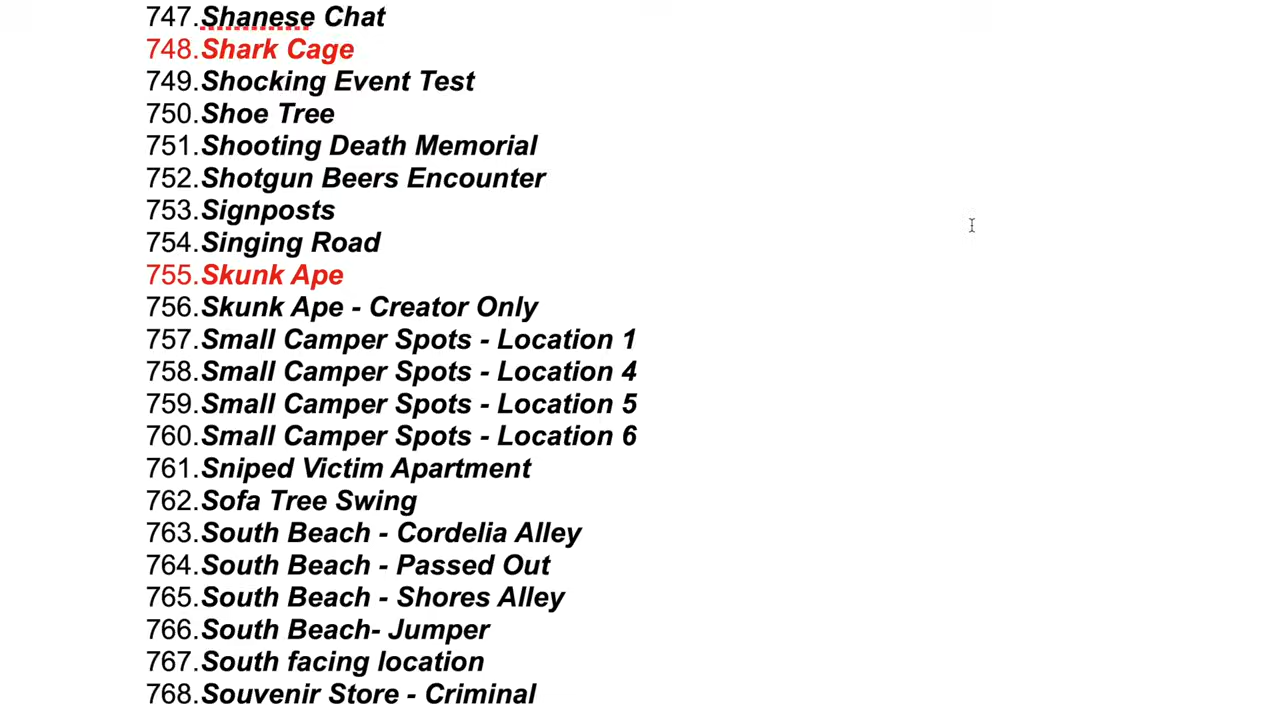 747.Shanese Chat
748.Shark Cage
749.Shocking Event Test
750.Shoe Tree
751.Shooting Death Memorial
752.Shotgun Beers Encounter
753.Signposts
754.Singing Road
755.Skunk Ape
756.Skunk Ape - Creator Only
757.Small Camper Spots - Location 1
758.Small Camper Spots - Location 4
759.Small Camper Spots - Location 5
760.Small Camper Spots - Location 6
761.Sniped Victim Apartment
762.Sofa Tree Swing
763.South Beach - Cordelia Alley
764.South Beach - Passed Out
765.South Beach - Shores Alley
766.South Beach- Jumper
767.South facing location
768.Souvenir Store - Criminal